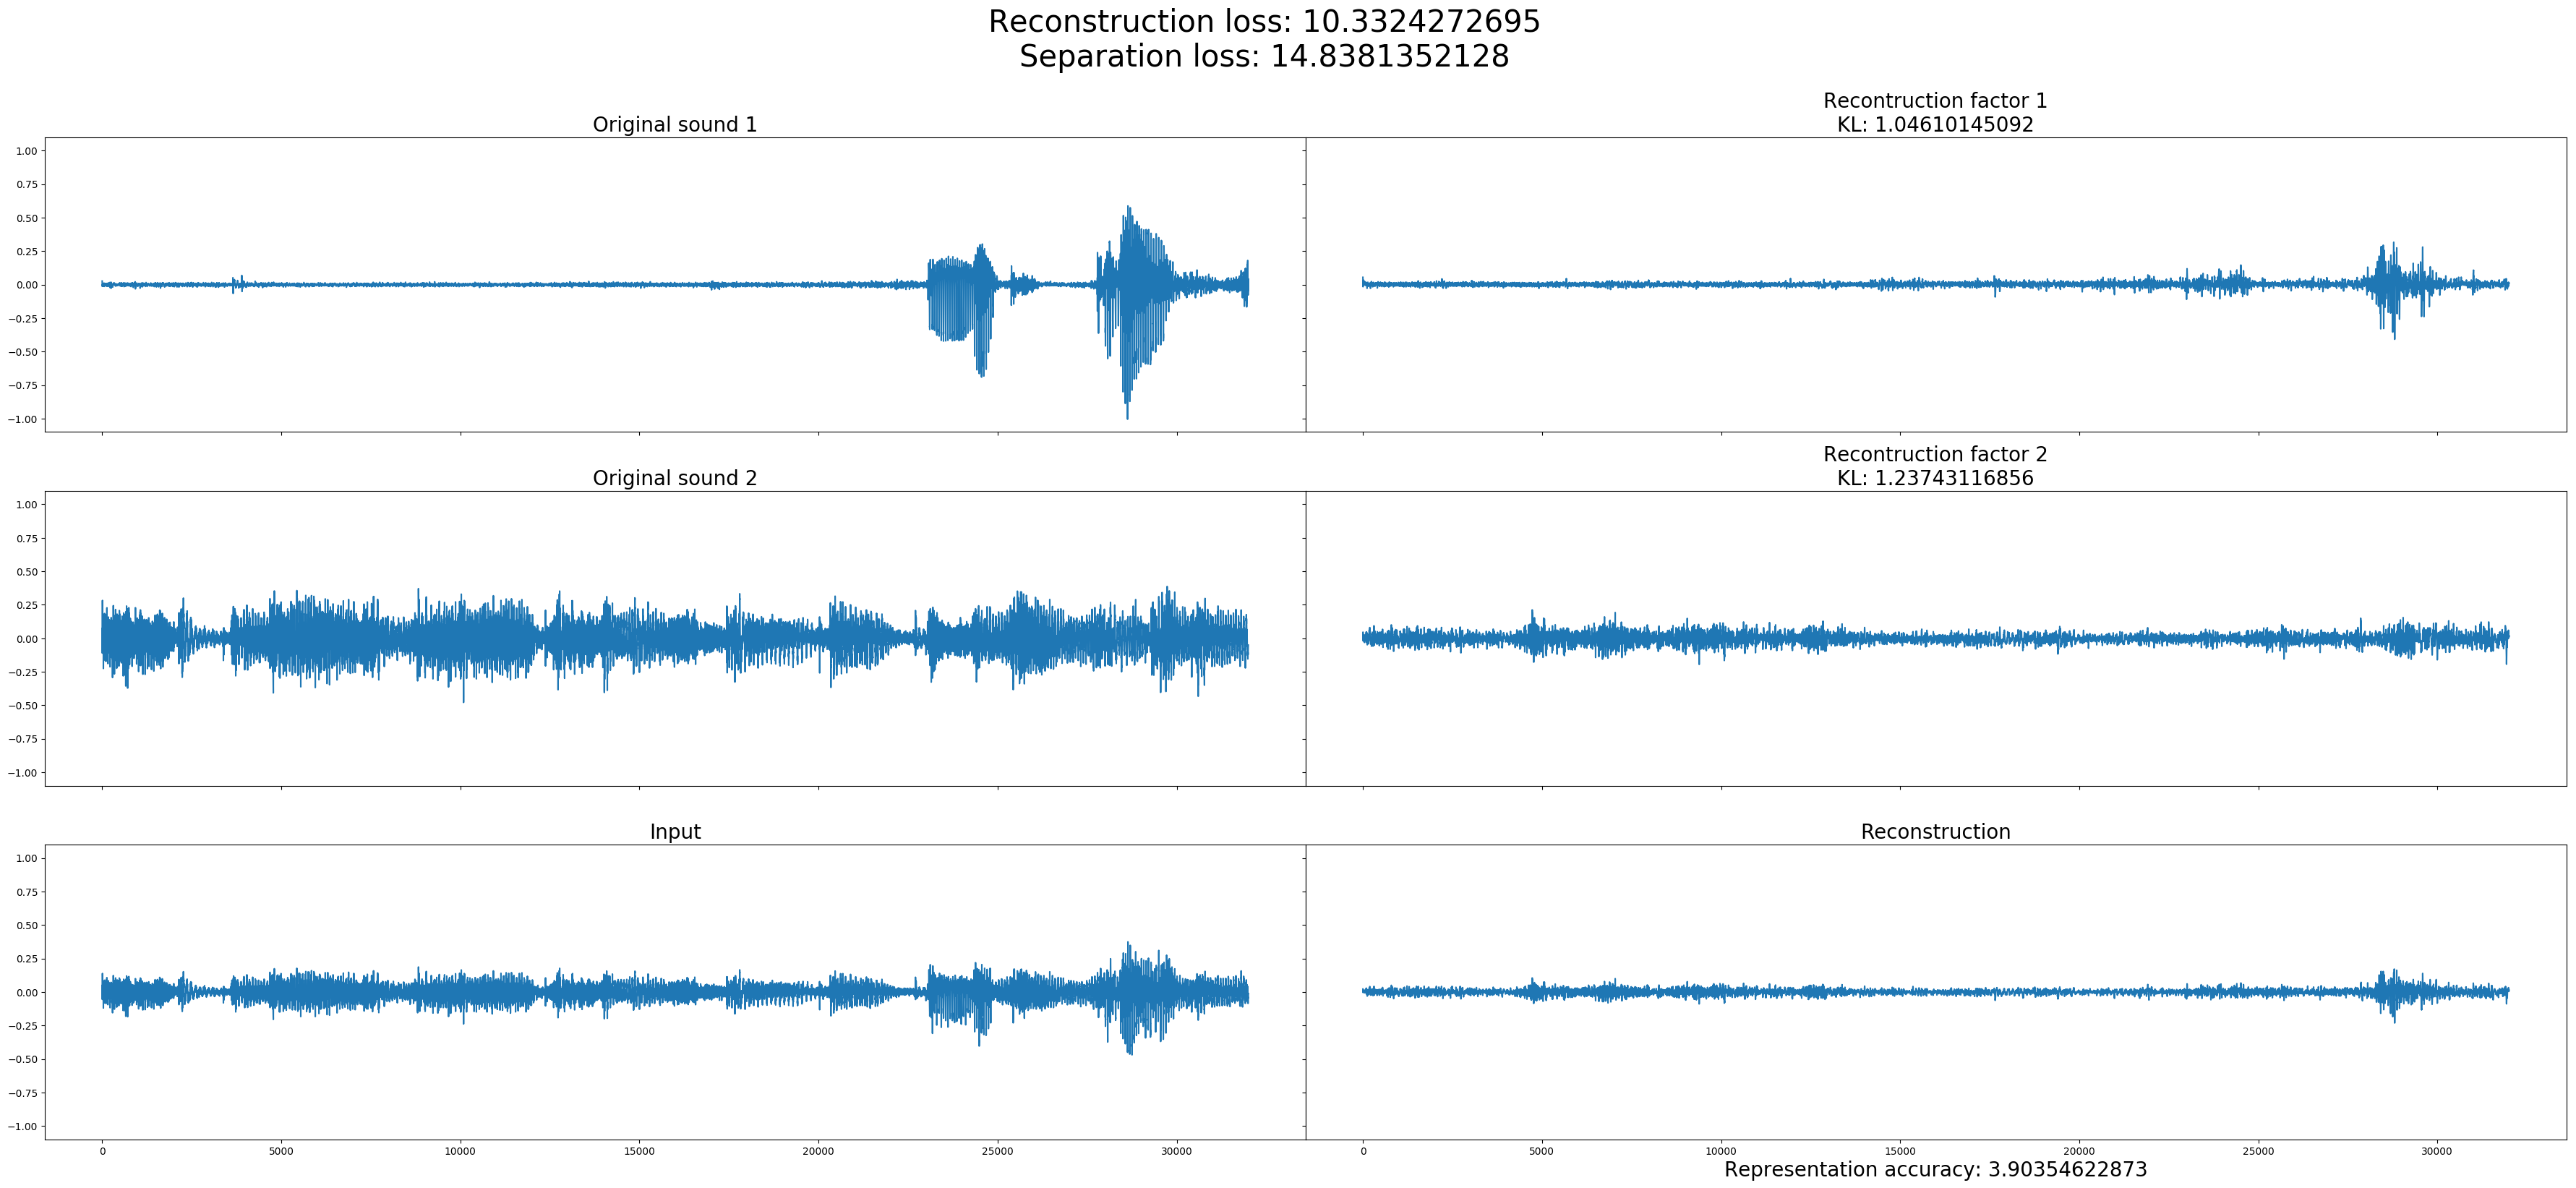 Reconstruction loss: 10.3324272695
Separation loss: 14.8381352128
Original sound 1
Recontruction factor 1
KL: 1.04610145092
1.00
0.75
0.50
0.25
0.00
−0.25
−0.50
−0.75
−1.00
Original sound 2
Recontruction factor 2
KL: 1.23743116856
1.00
0.75
0.50
0.25
0.00
−0.25
−0.50
−0.75
−1.00
Input
Reconstruction
1.00
0.75
0.50
0.25
0.00
−0.25
−0.50
−0.75
−1.00
0 5000 10000 15000 20000 25000 30000
0 5000 10000 15000 20000 25000 30000
Representation accuracy: 3.90354622873